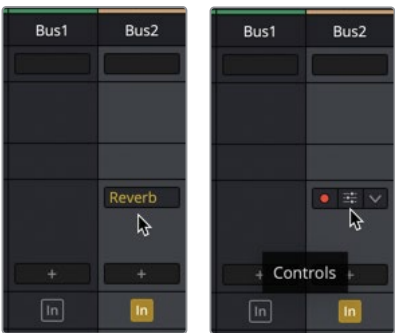 Bus1 Bus2
Reverb
+ +
In In
Bus1 Bus2
Controls
+ +
In In